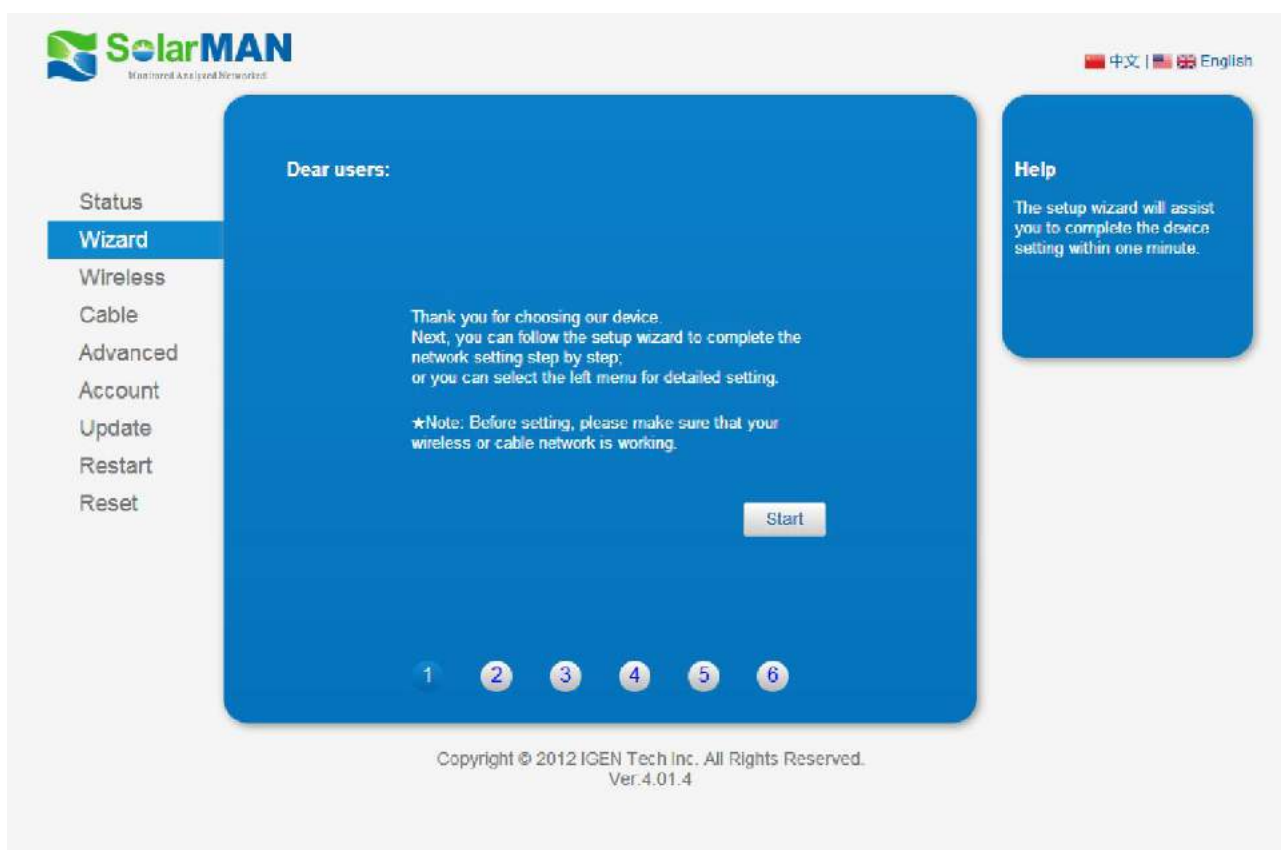 SolarMAN
Monitored Analyzed Networked
中文 | English
Dear users:
Help
The setup wizard will assist
you to complete the device
setting within one minute.
Status
Wizard
Wireless
Cable
Advanced
Account
Update
Restart
Reset
Thank you for choosing our device.
Next, you can follow the setup wizard to complete the
network setting step by step;
or you can select the left menu for detailed setting.
★Note: Before setting, please make sure that your
wireless or cable network is working.
Start
1 2 3 4 5 6
Copyright © 2012 IGEN Tech Inc. All Rights Reserved.
Ver.4.01.4